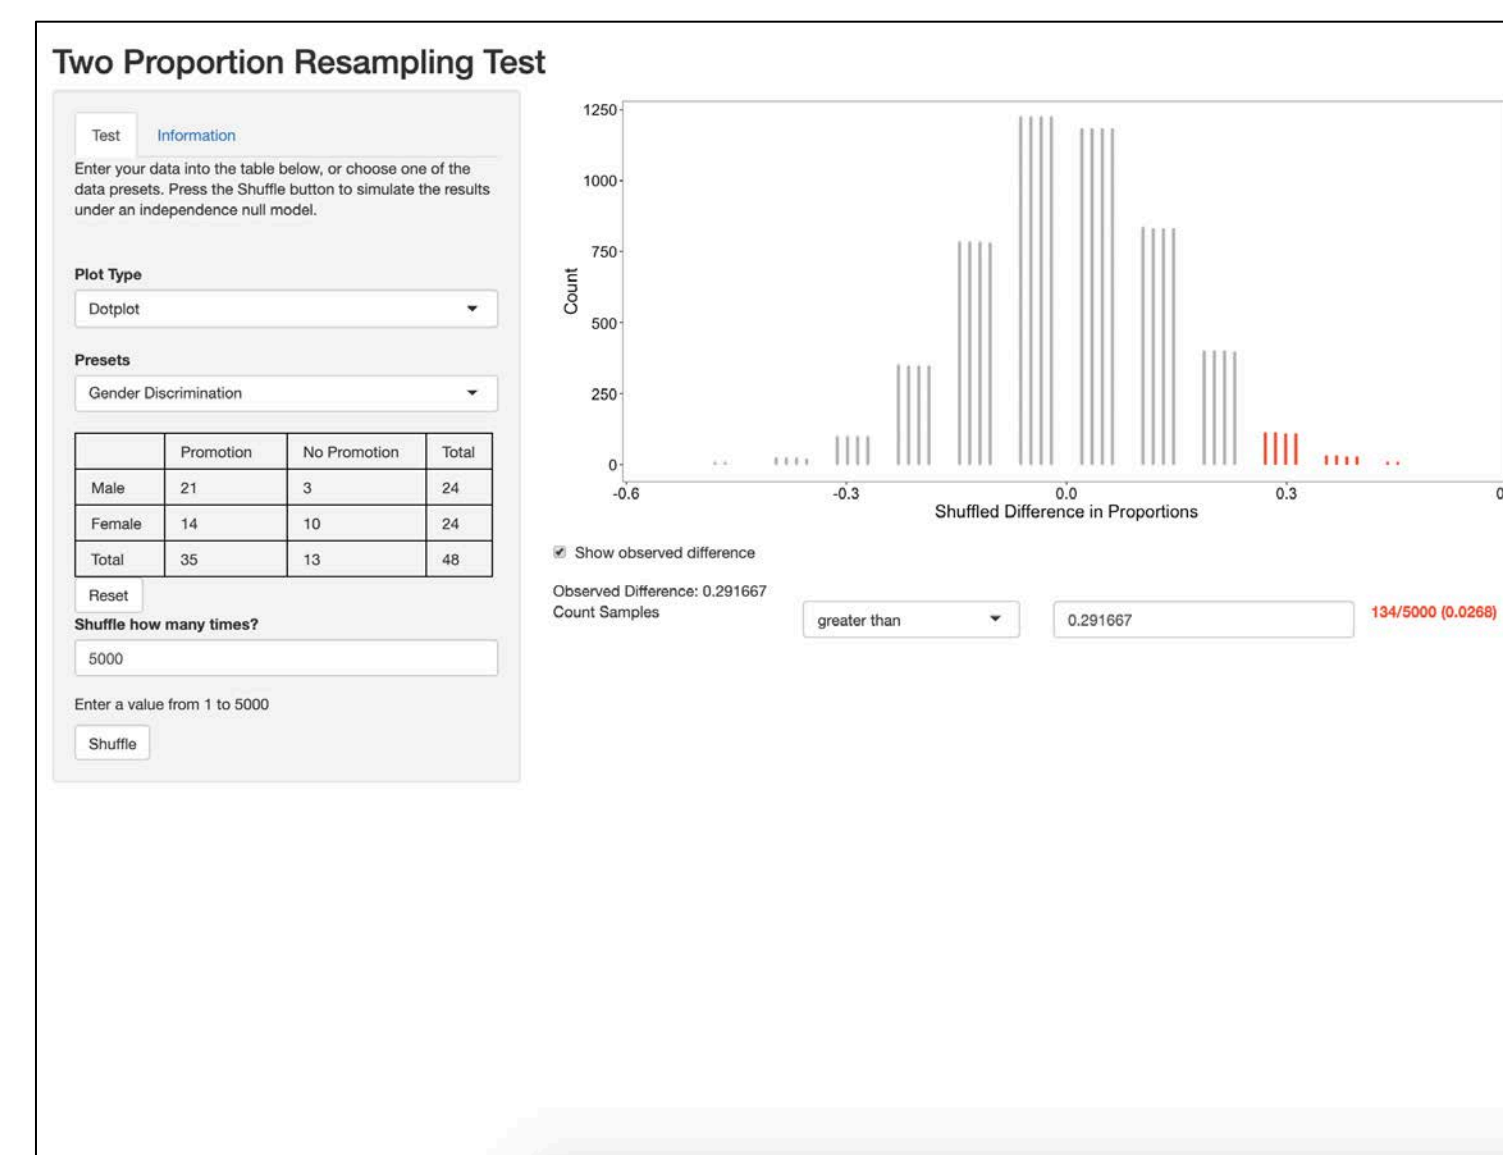 Two Proportion Resampling Test
Test Information
Enter your data into the table below, or choose one of the
data presets. Press the Shuffle button to simulate the results
under an independence null model.
Plot Type
Dotplot
Presets
Gender Discrimination
Promotion No Promotion Total
Male 21 3 24
Female 14 10 24
Total 35 13 48
Reset
Shuffle how many times?
5000
Enter a value from 1 to 5000
Shuffle
1250
1000
750
500
250
0
Count
-0.6 -0.3 0.0 0.3
Shuffled Difference in Proportions
Show observed difference
Observed Difference: 0.291667
Count Samples greater than 0.291667 134/5000 (0.0268)